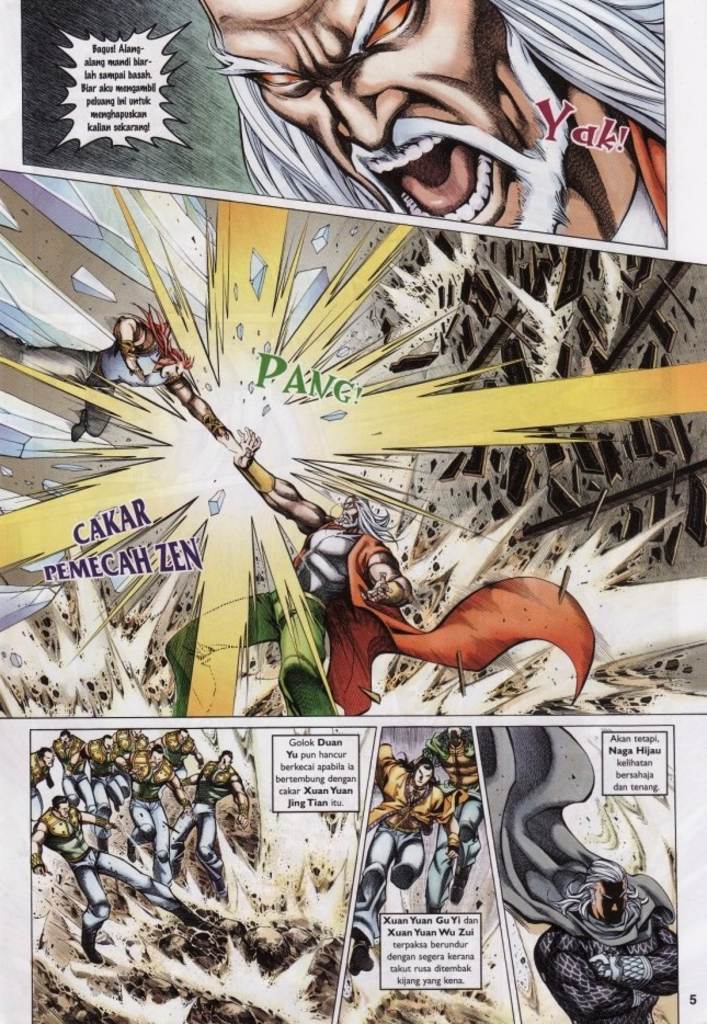 Bagus! Alang-
alang mandi biar-
lah sampai basah.
Biar aku mengambil
peluang ini untuk
menghapuskan
kalian sekarang!
Yak!
PANG!
CAKAR
PEMECAH ZEN
Golok Duan
Yu pun hancur
berkecai apabila ia
bertembung dengan
cakar Xuan Yuan
Jing Tian itu.
Xuan Yuan Gu Yi dan
Xuan Yuan Wu Zui
terpaksa berundur
dengan segera kerana
takut rusa ditembak
kijang yang kena.
Akan tetapi,
Naga Hijau
kelihatan
bersahaja
dan tenang.
5